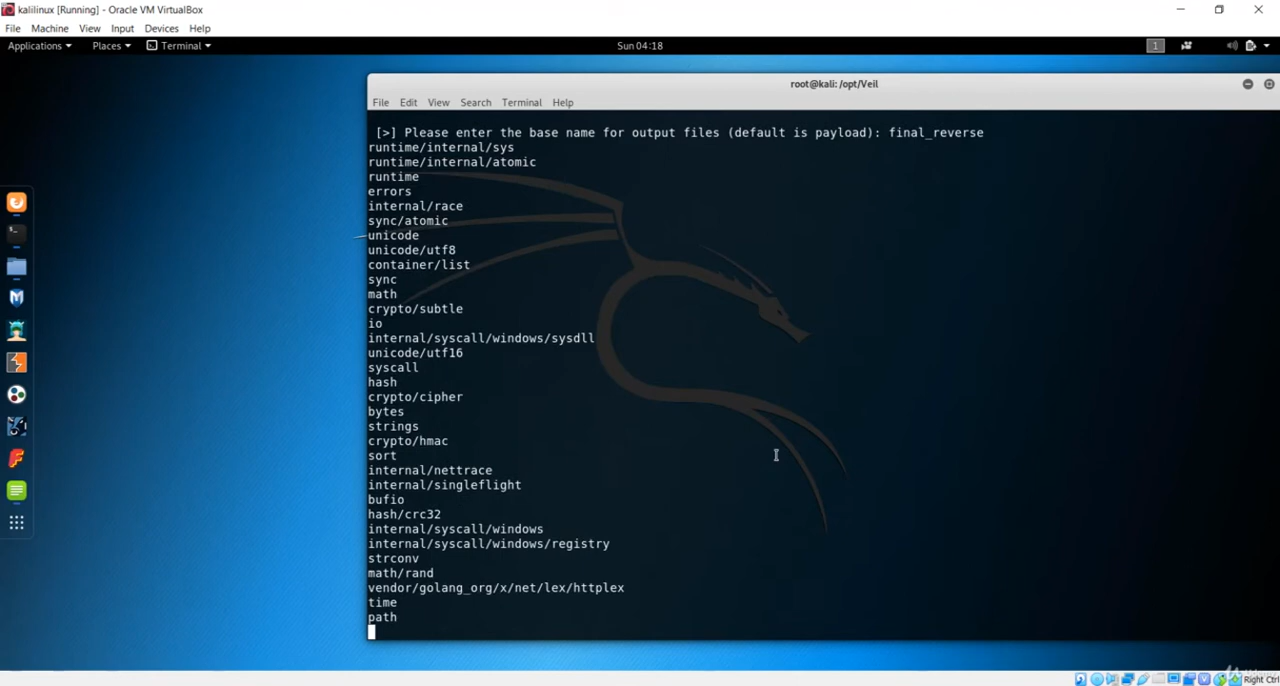 kalilinux [Running] - Oracle VM VirtualBox
File Machine View Input Devices Help
Applications Places Terminal Sun 04:18 1
root@kali: /opt/Veil
File Edit View Search Terminal Help
[>] Please enter the base name for output files (default is payload): final_reverse
runtime/internal/sys
runtime/internal/atomic
runtime
errors
internal/race
sync/atomic
unicode
unicode/utf8
container/list
sync
math
crypto/subtle
io
internal/syscall/windows/sysdll
unicode/utf16
syscall
hash
crypto/cipher
bytes
strings
crypto/hmac
sort
internal/nettrace
internal/singleflight
bufio
hash/crc32
internal/syscall/windows
internal/syscall/windows/registry
strconv
math/rand
vendor/golang_org/x/net/lex/httplex
time
path
Right Ctrl